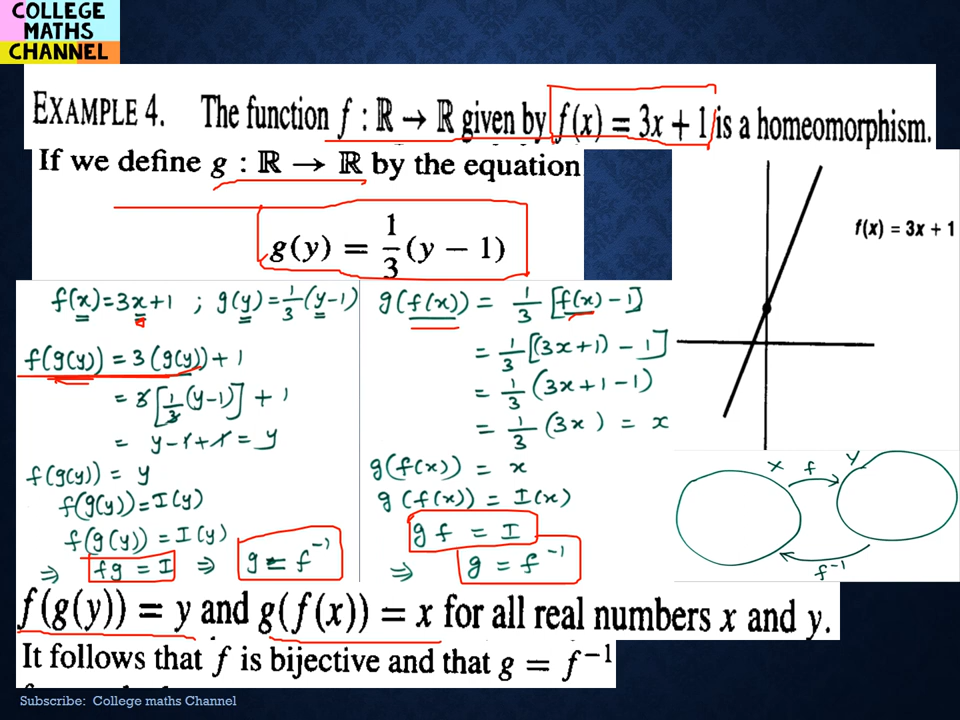 COLLEGE
MATHS
CHANNEL
EXAMPLE 4. The function f : ℝ → ℝ given by f(x) = 3x + 1 is a homeomorphism.
If we define g : ℝ → ℝ by the equation
g(y) = 1/3 (y − 1)
f(x) = 3x + 1
f(x)=3x+1 ; g(y)=1/3(y-1)
f(g(y)) = 3(g(y)) + 1
= 3[1/3(y-1)] + 1
= y-1+1 = y
f(g(y)) = y
f(g(y)) = I(y)
f(g(y)) = I(y)
⇒ fg = I ⇒ g = f⁻¹
g(f(x)) = 1/3 [f(x) - 1]
= 1/3 [(3x+1) - 1]
= 1/3 (3x+1-1)
= 1/3 (3x) = x
g(f(x)) = x
g(f(x)) = I(x)
gf = I
⇒ g = f⁻¹
X f Y
f⁻¹
f(g(y)) = y and g(f(x)) = x for all real numbers x and y.
It follows that f is bijective and that g = f⁻¹
Subscribe: College maths Channel